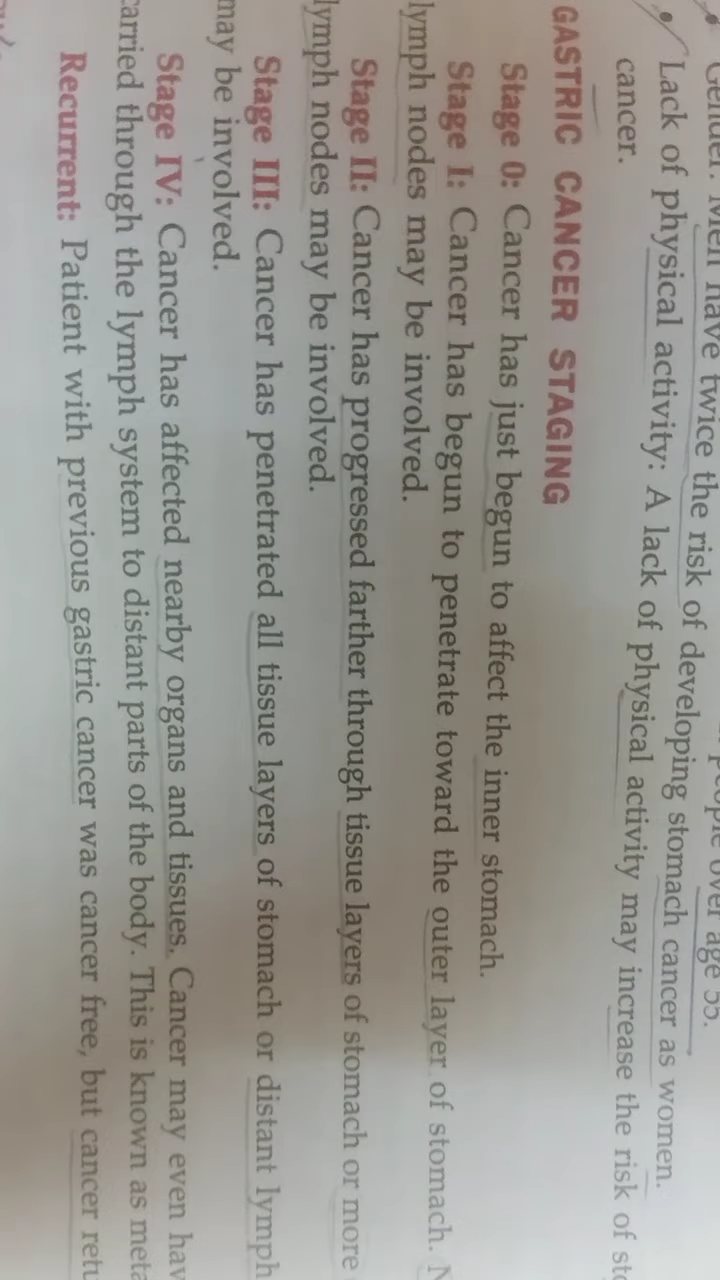 Gender: Men have twice the risk of developing stomach cancer as women.
people over age 55.
Lack of physical activity: A lack of physical activity may increase the risk of
cancer.
GASTRIC CANCER STAGING
Stage 0: Cancer has just begun to affect the inner stomach.
Stage I: Cancer has begun to penetrate toward the outer layer of stomach.
lymph nodes may be involved.
Stage II: Cancer has progressed farther through tissue layers of stomach or more
lymph nodes may be involved.
Stage III: Cancer has penetrated all tissue layers of stomach or distant lymph
may be involved.
Stage IV: Cancer has affected nearby organs and tissues. Cancer may even
carried through the lymph system to distant parts of the body. This is known as
Recurrent: Patient with previous gastric cancer was cancer free, but cancer